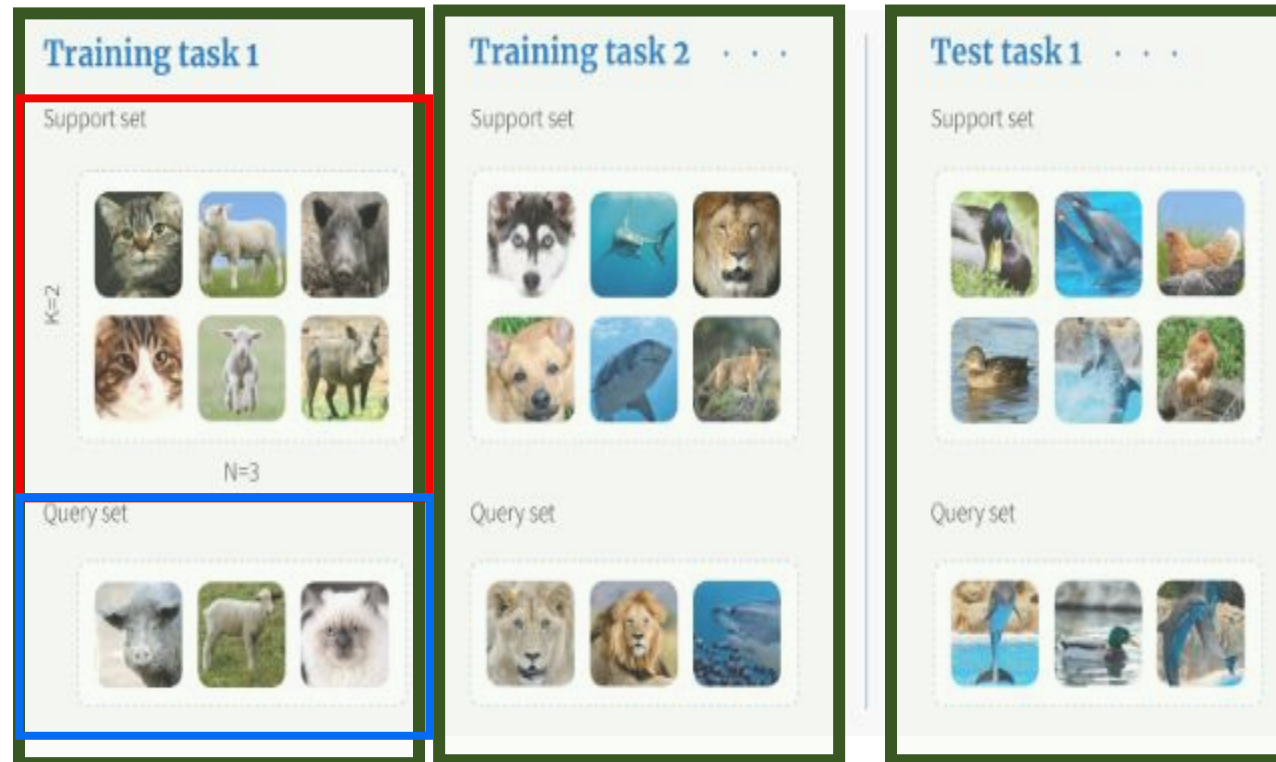 Training task 1
Support set
K=2
N=3
Query set
Training task 2 · · ·
Support set
Query set
Test task 1 · · ·
Support set
Query set